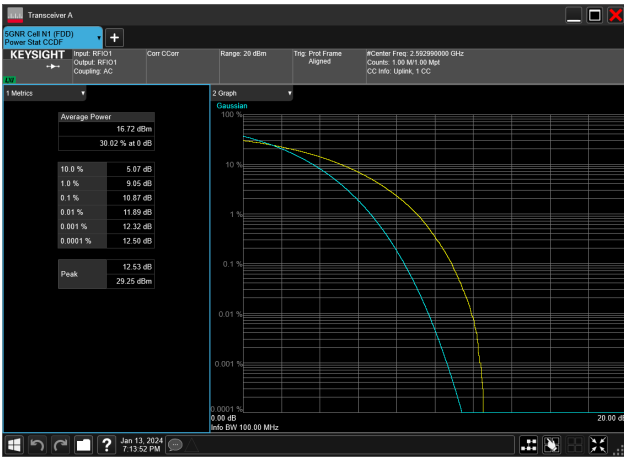 Transceiver A
5GNR Cell N1 (FDD)
Power Stat CCDF
KEYSIGHT
Input: RFIO1
Output: RFIO1
Coupling: AC
Corr CCorr
Range: 20 dBm
Trig: Prot Frame
Aligned
#Center Freq: 2.592990000 GHz
Counts: 1.00 M/1.00 Mpt
CC Info: Uplink, 1 CC
1 Metrics
Average Power
16.72 dBm
30.02 % at 0 dB
10.0 % 5.07 dB
1.0 % 9.05 dB
0.1 % 10.87 dB
0.01 % 11.89 dB
0.001 % 12.32 dB
0.0001 % 12.50 dB
Peak
12.53 dB
29.25 dBm
2 Graph
Gaussian
100 %
10 %
1 %
0.1 %
0.01 %
0.001 %
0.0001 %
0.00 dB
20.00 dB
Info BW 100.00 MHz
Jan 13, 2024
7:13:52 PM